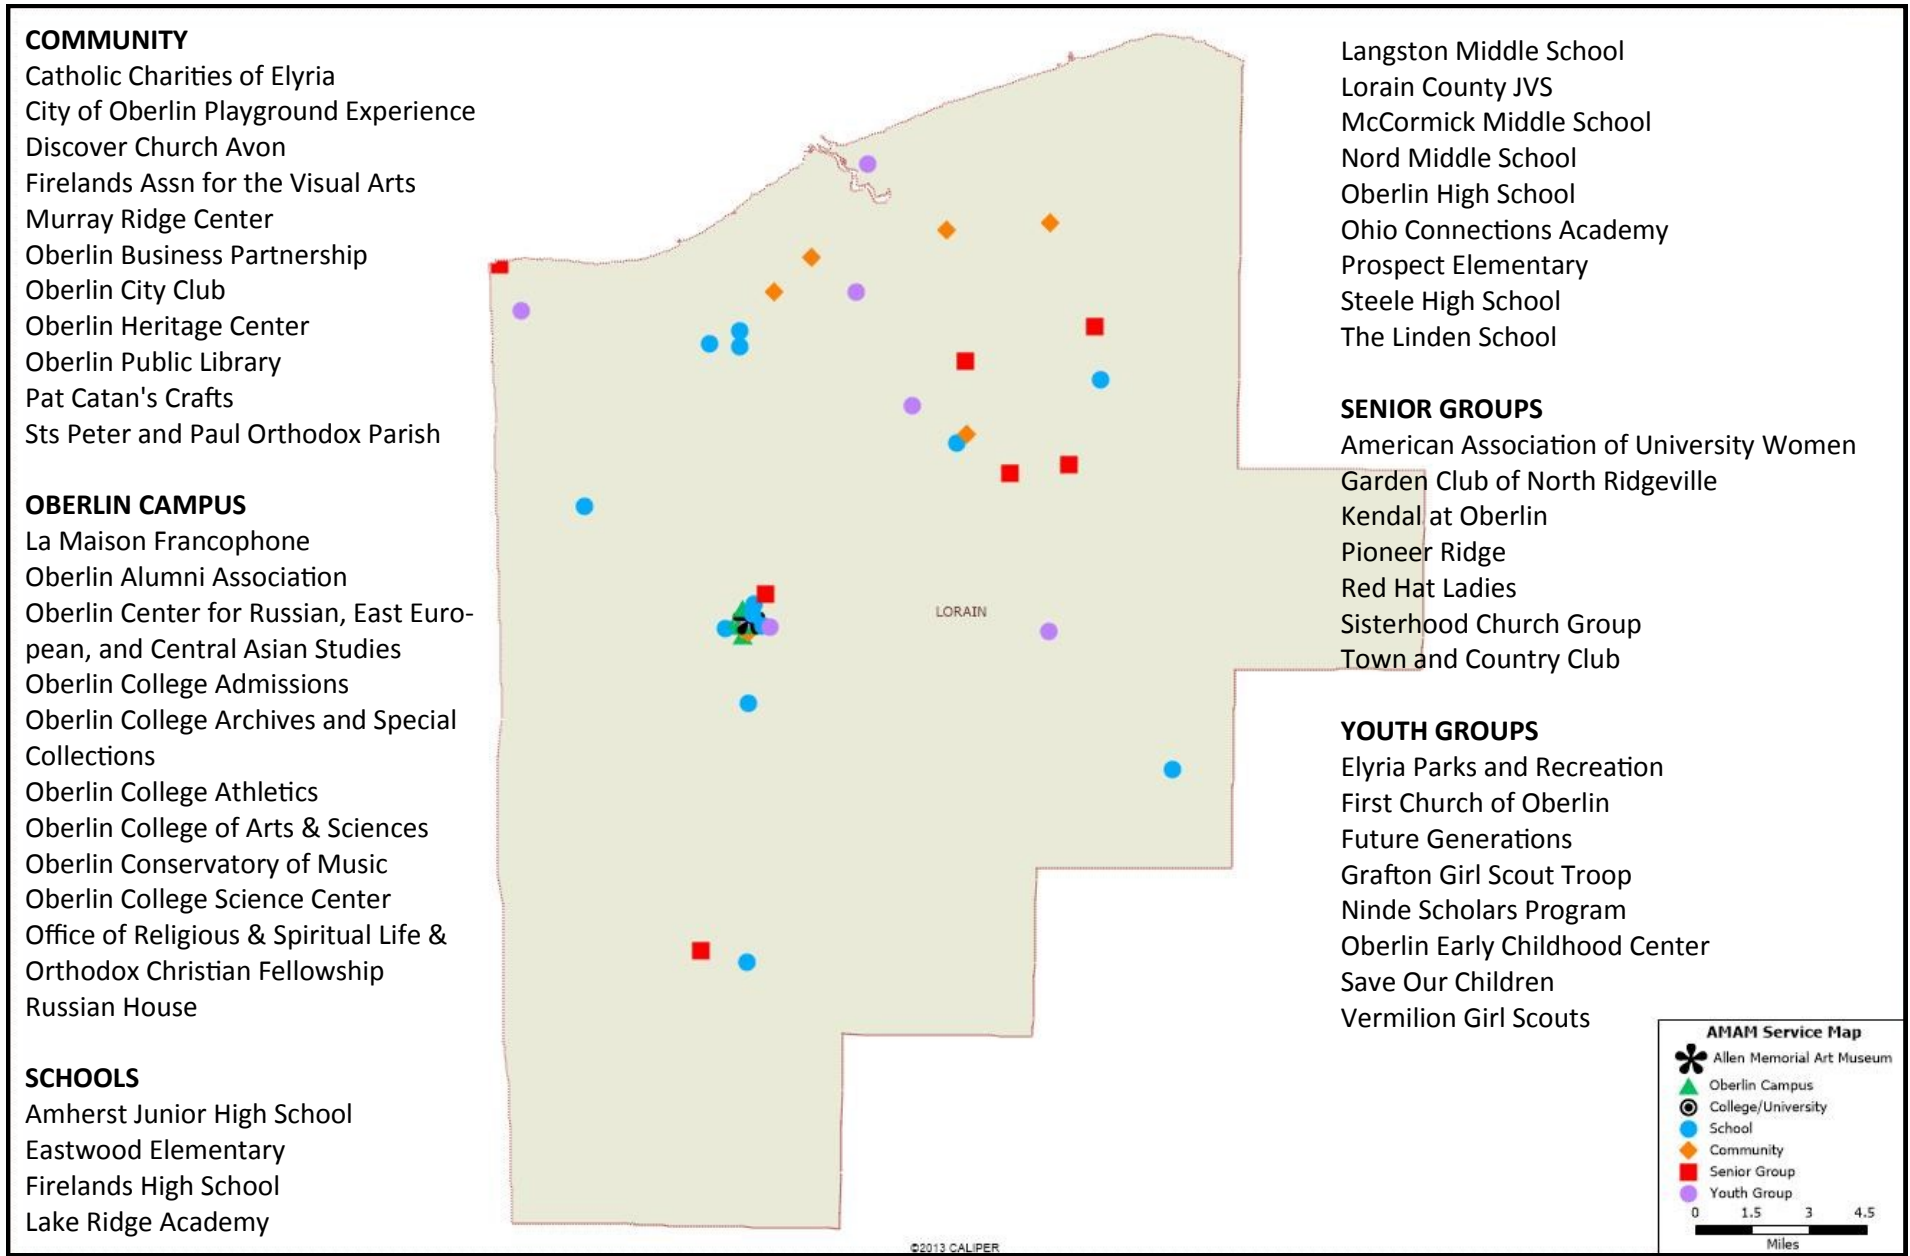 COMMUNITY
Catholic Charities of Elyria
City of Oberlin Playground Experience
Discover Church Avon
Firelands Assn for the Visual Arts
Murray Ridge Center
Oberlin Business Partnership
Oberlin City Club
Oberlin Heritage Center
Oberlin Public Library
Pat Catan's Crafts
Sts Peter and Paul Orthodox Parish
OBERLIN CAMPUS
La Maison Francophone
Oberlin Alumni Association
Oberlin Center for Russian, East Euro-
pean, and Central Asian Studies
Oberlin College Admissions
Oberlin College Archives and Special
Collections
Oberlin College Athletics
Oberlin College of Arts & Sciences
Oberlin Conservatory of Music
Oberlin College Science Center
Office of Religious & Spiritual Life &
Orthodox Christian Fellowship
Russian House
SCHOOLS
Amherst Junior High School
Eastwood Elementary
Firelands High School
Lake Ridge Academy
LORAIN
©2013 CALIPER
Langston Middle School
Lorain County JVS
McCormick Middle School
Nord Middle School
Oberlin High School
Ohio Connections Academy
Prospect Elementary
Steele High School
The Linden School
SENIOR GROUPS
American Association of University Women
Garden Club of North Ridgeville
Kendal at Oberlin
Pioneer Ridge
Red Hat Ladies
Sisterhood Church Group
Town and Country Club
YOUTH GROUPS
Elyria Parks and Recreation
First Church of Oberlin
Future Generations
Grafton Girl Scout Troop
Ninde Scholars Program
Oberlin Early Childhood Center
Save Our Children
Vermilion Girl Scouts
AMAM Service Map
Allen Memorial Art Museum
Oberlin Campus
College/University
School
Community
Senior Group
Youth Group
0 1.5 3 4.5
Miles